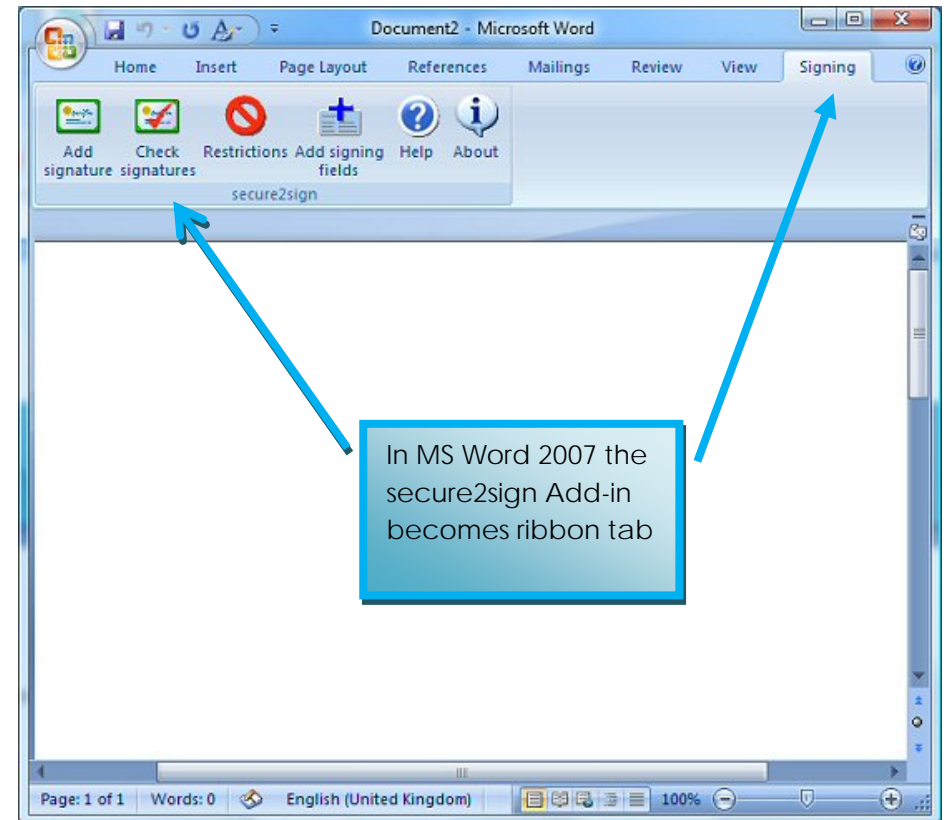 Document2 - Microsoft Word
Home Insert Page Layout References Mailings Review View Signing
Add signature Check signatures Restrictions Add signing fields Help About
secure2sign
In MS Word 2007 the
secure2sign Add-in
becomes ribbon tab
Page: 1 of 1 Words: 0 English (United Kingdom) 100%